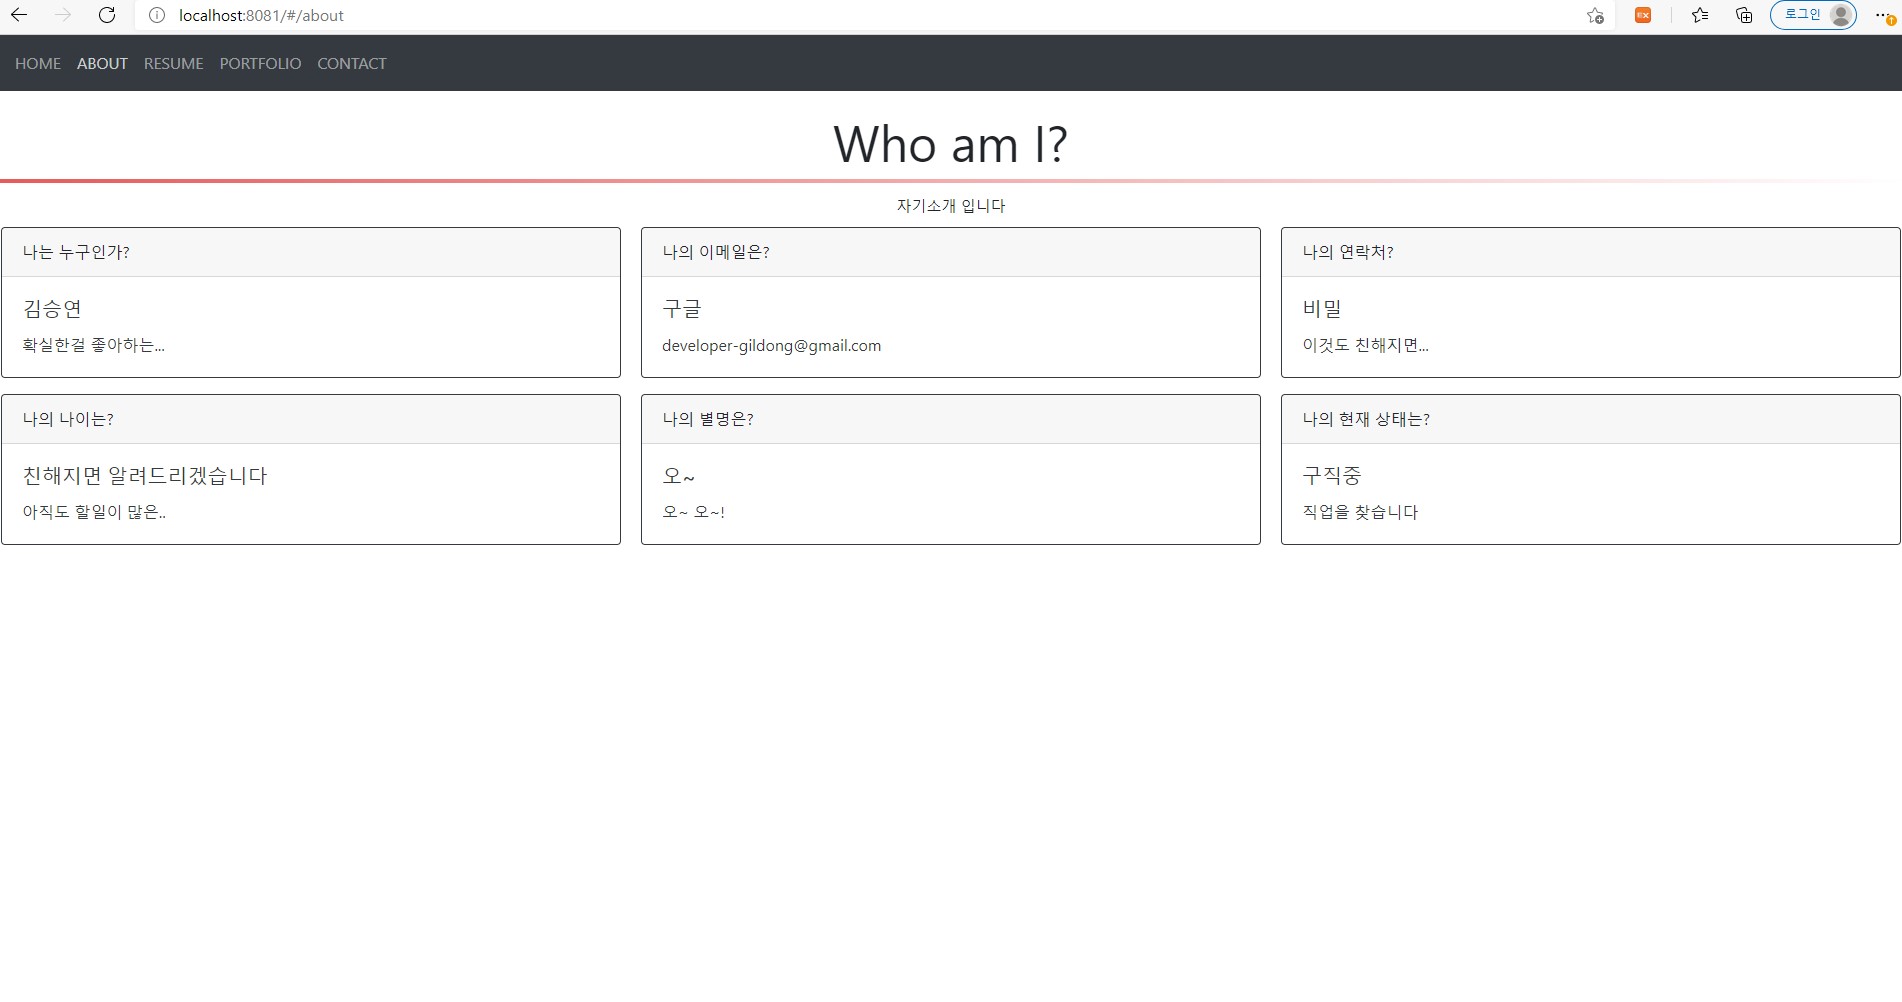 localhost:8081/#/about
로그인
HOME ABOUT RESUME PORTFOLIO CONTACT
Who am I?
자기소개 입니다
나는 누구인가?
김승연
확실한걸 좋아하는...
나의 이메일은?
구글
developer-gildong@gmail.com
나의 연락처?
비밀
이것도 친해지면...
나의 나이는?
친해지면 알려드리겠습니다
아직도 할일이 많은..
나의 별명은?
오~
오~ 오~!
나의 현재 상태는?
구직중
직업을 찾습니다